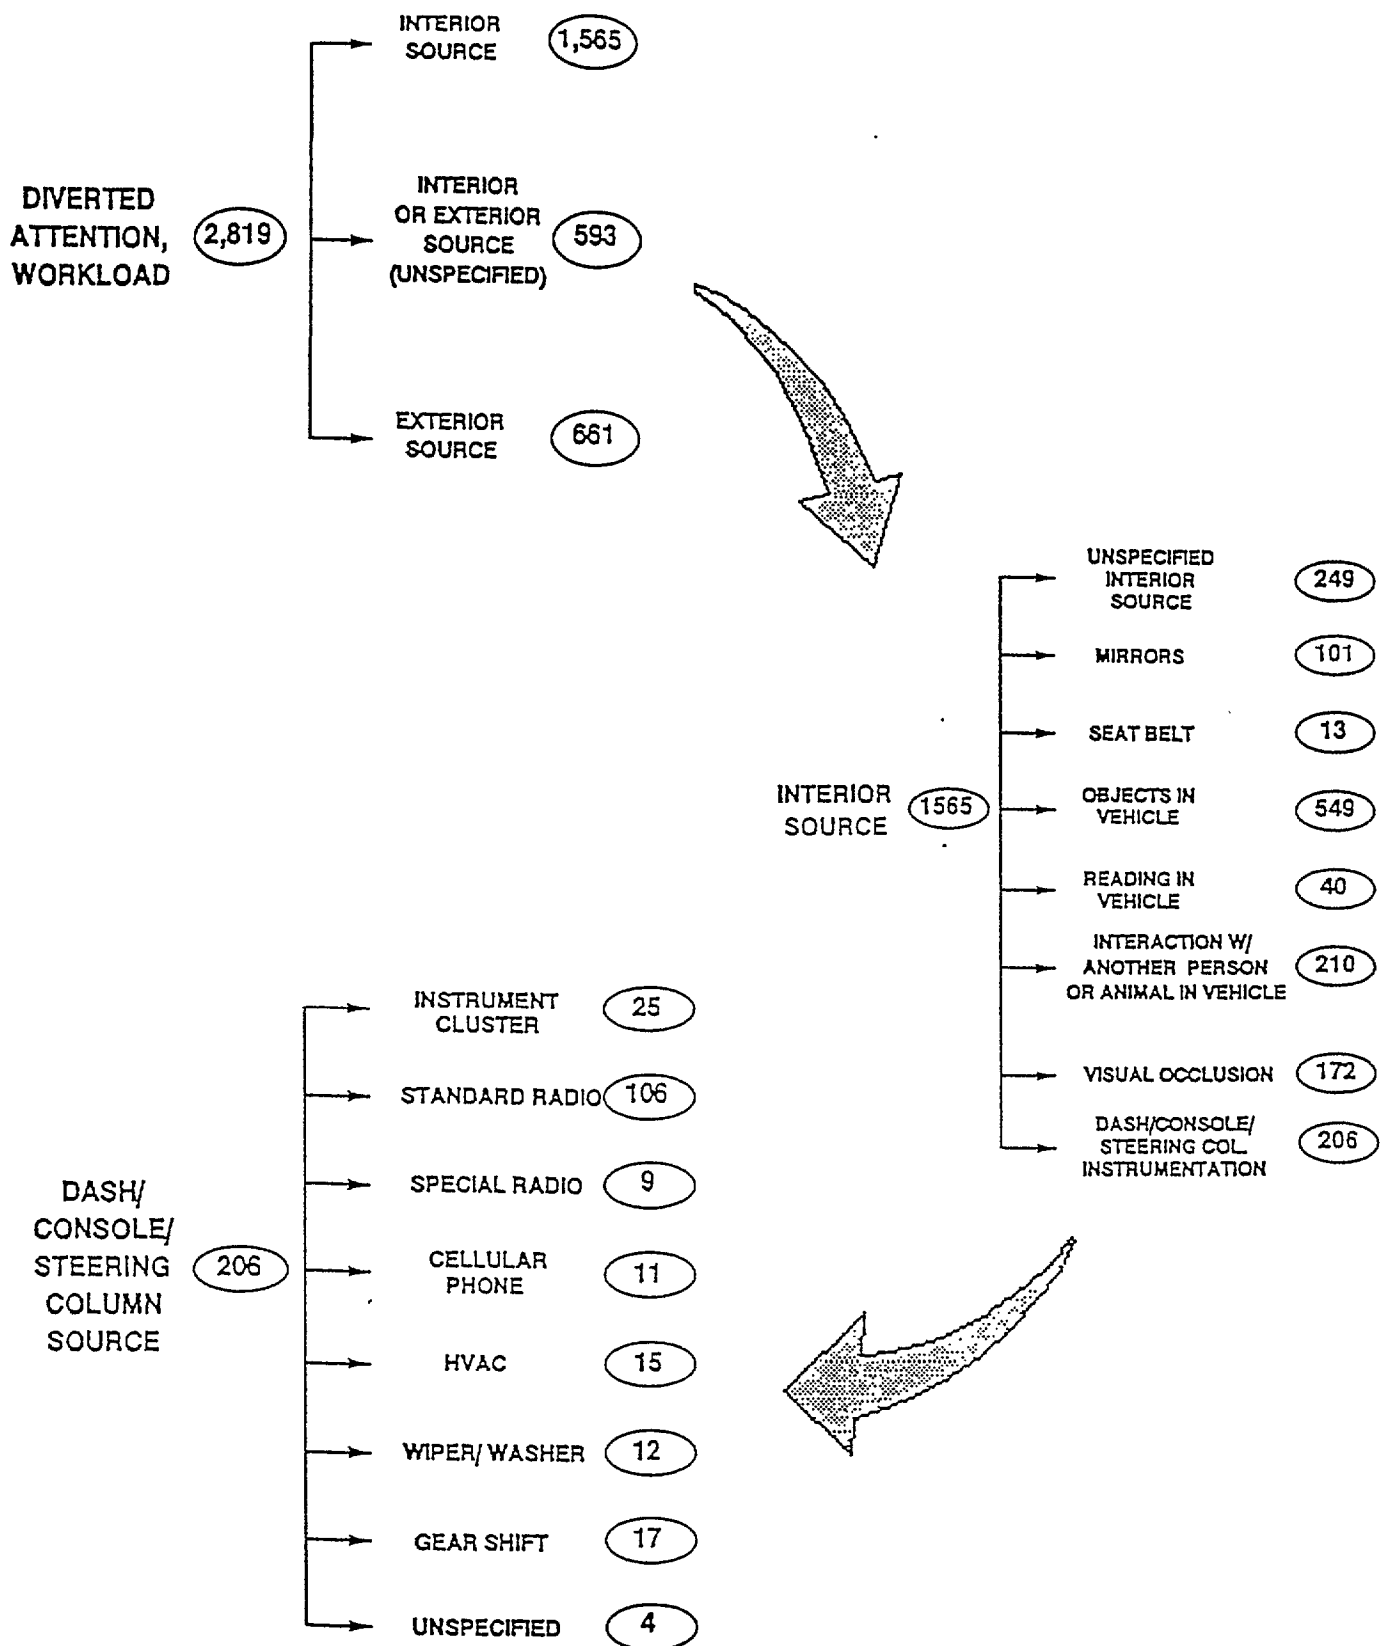 INTERIOR
SOURCE
1,565
DIVERTED
ATTENTION,
WORKLOAD
2,819
INTERIOR
OR EXTERIOR
SOURCE
(UNSPECIFIED)
593
EXTERIOR
SOURCE
661
INTERIOR
SOURCE
1565
UNSPECIFIED
INTERIOR
SOURCE
249
MIRRORS
101
SEAT BELT
13
OBJECTS IN
VEHICLE
549
READING IN
VEHICLE
40
INTERACTION W/
ANOTHER PERSON
OR ANIMAL IN VEHICLE
210
VISUAL OCCLUSION
172
DASH/CONSOLE/
STEERING COL.
INSTRUMENTATION
206
DASH/
CONSOLE/
STEERING
COLUMN
SOURCE
206
INSTRUMENT
CLUSTER
25
STANDARD RADIO
106
SPECIAL RADIO
9
CELLULAR
PHONE
11
HVAC
15
WIPER/ WASHER
12
GEAR SHIFT
17
UNSPECIFIED
4